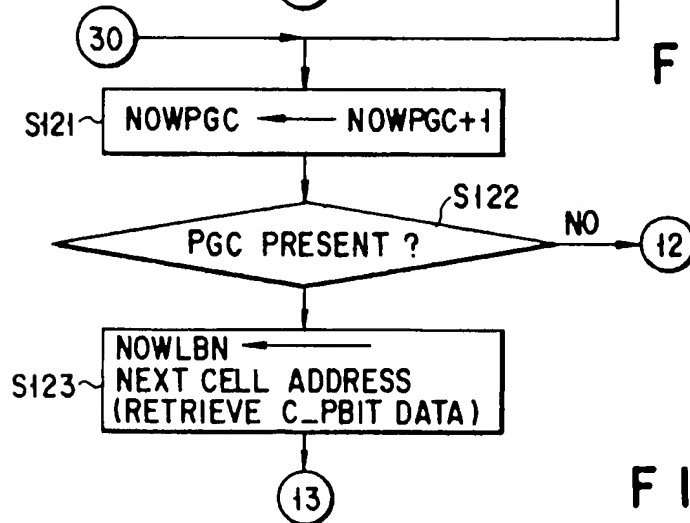 30
F
S121 NOWPGC ← NOWPGC+1
S122
PGC PRESENT ?
NO
12
NOWLBN ←
S123 NEXT CELL ADDRESS
(RETRIEVE C_PBIT DATA)
13
F I